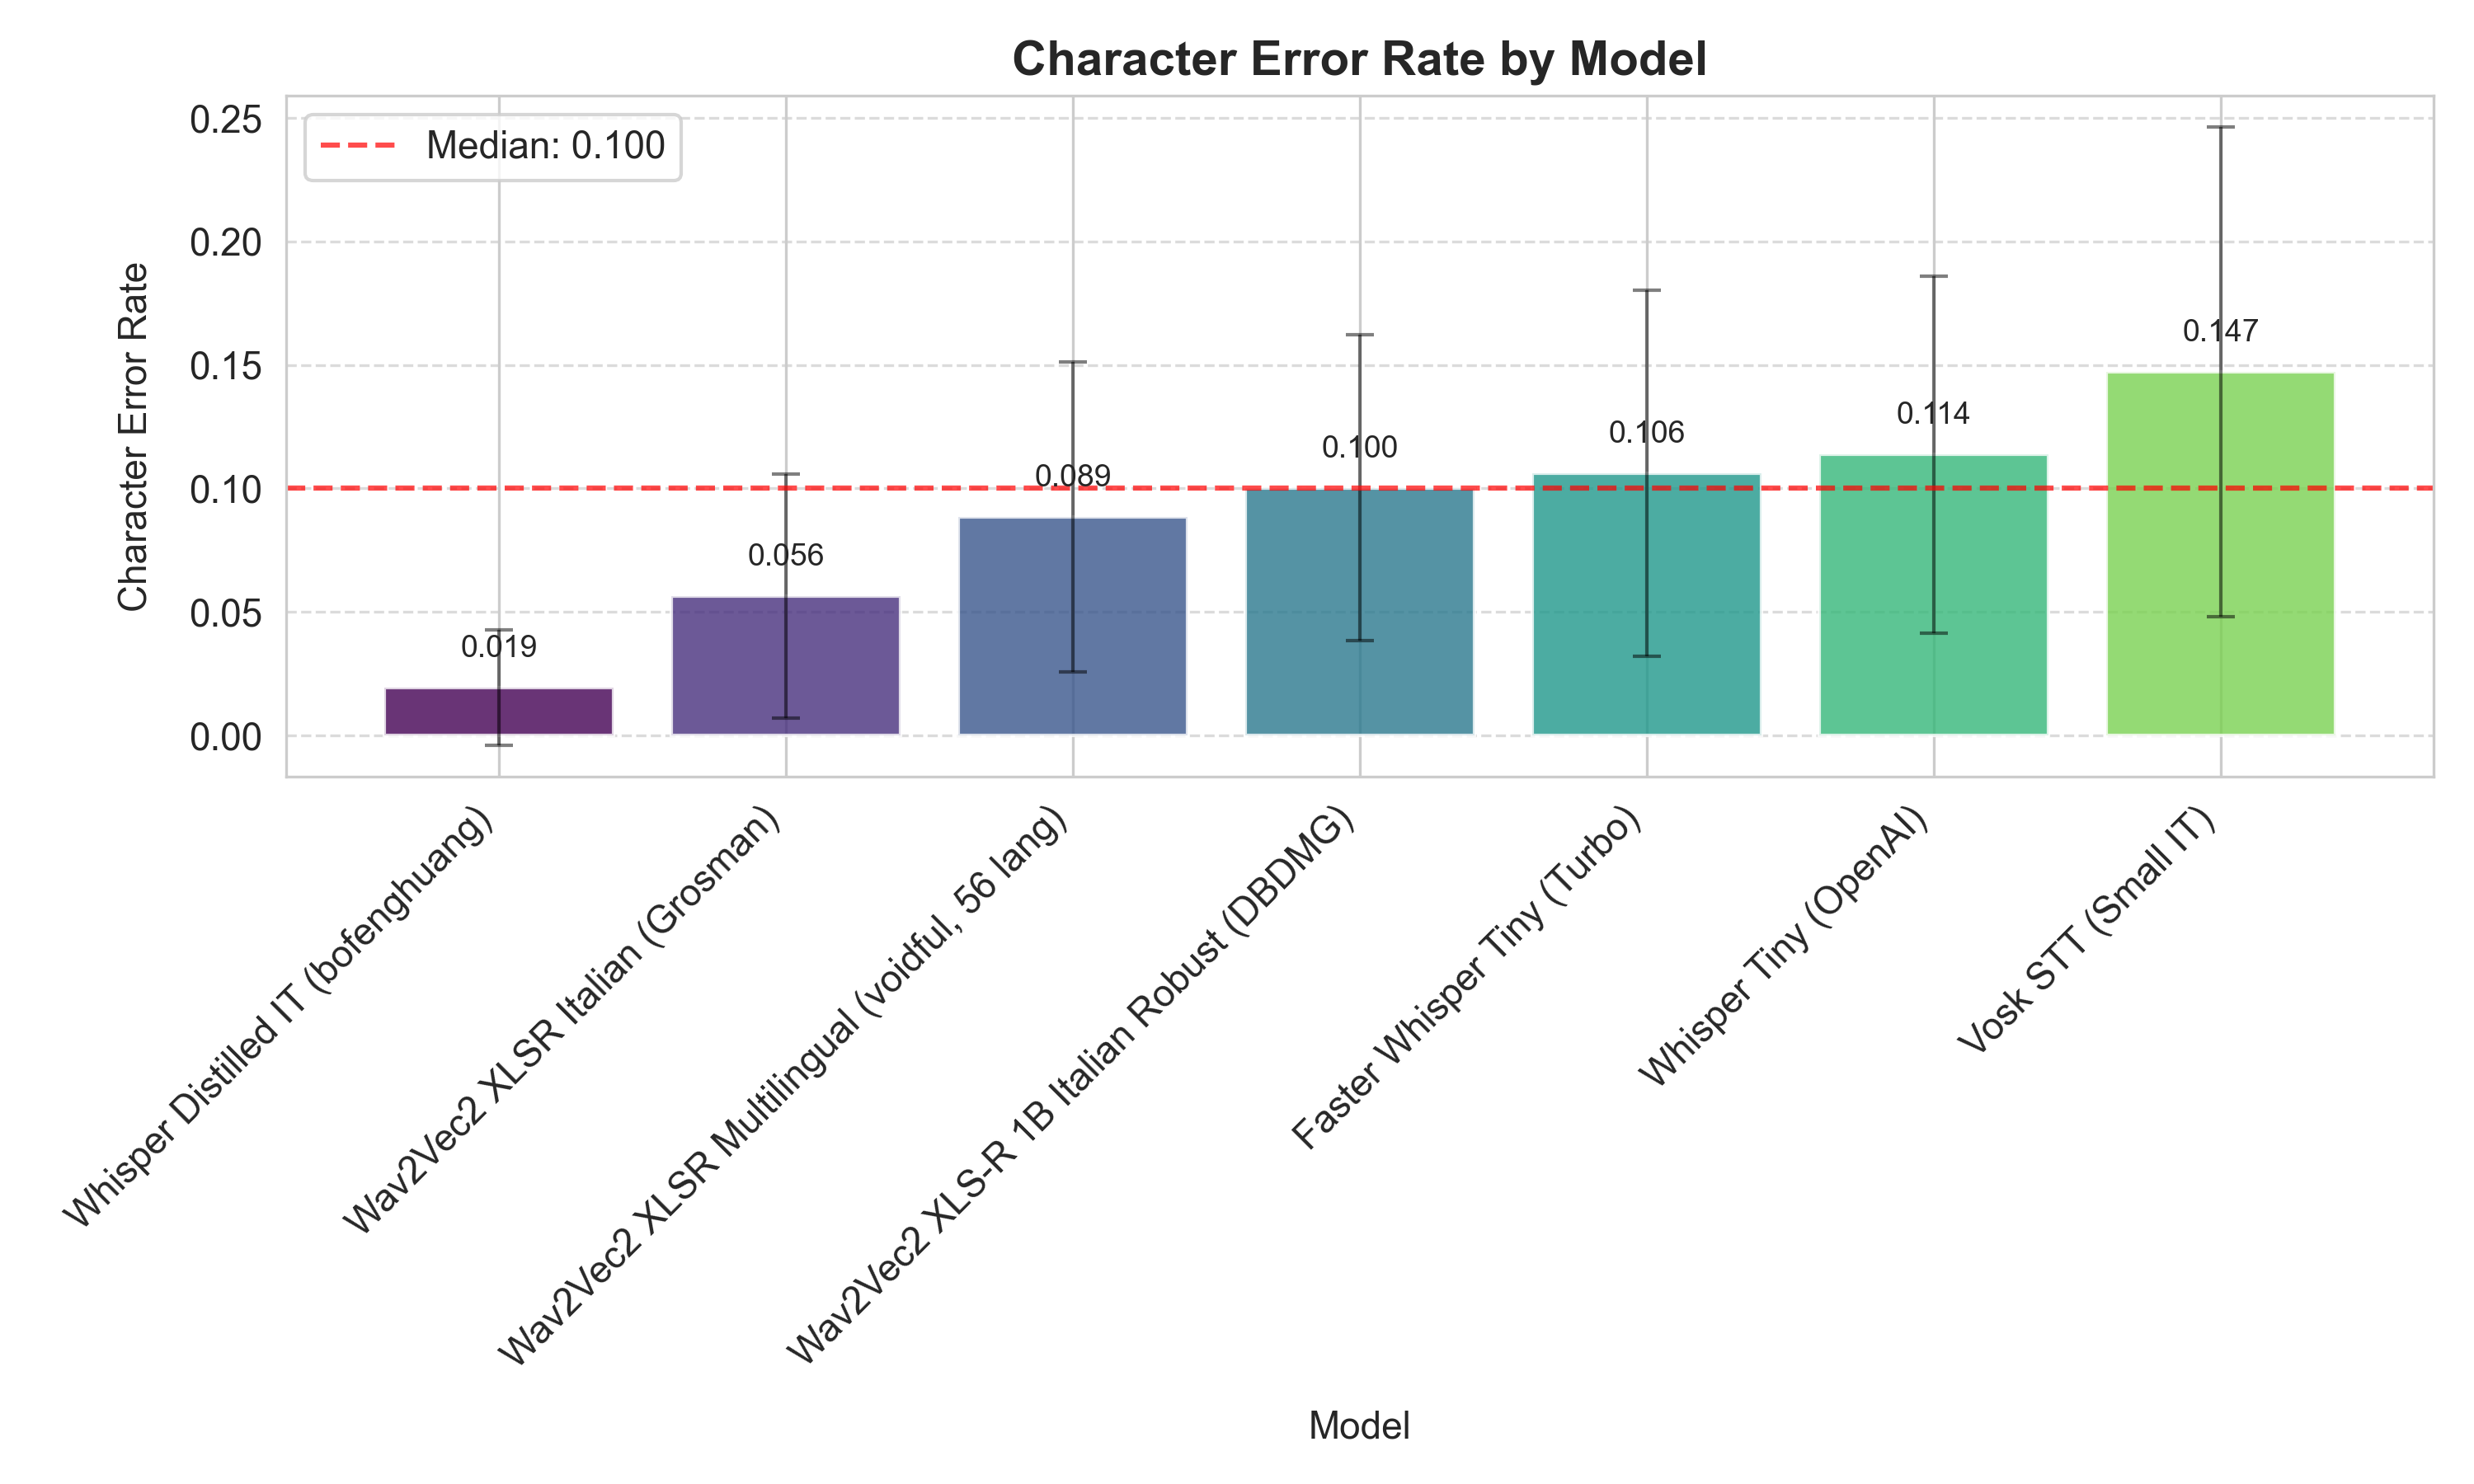 Character Error Rate by Model
Median: 0.100
Character Error Rate
0.25
0.20
0.15
0.10
0.05
0.00
0.019
0.056
0.089
0.100
0.106
0.114
0.147
Whisper Distilled IT (bofenghuang)
Wav2Vec2 XLSR Italian (Grosman)
Wav2Vec2 XLSR Multilingual (voidful, 56 lang)
Wav2Vec2 XLS-R 1B Italian Robust (DBDMG)
Faster Whisper Tiny (Turbo)
Whisper Tiny (OpenAI)
Vosk STT (Small IT)
Model